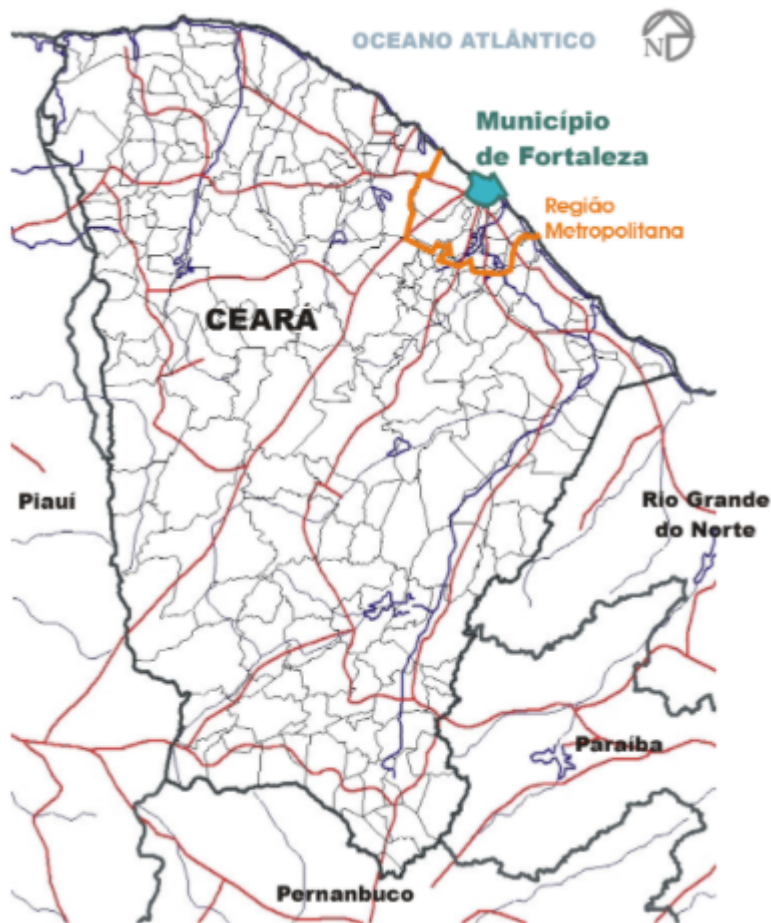 OCEANO ATLÂNTICO
N
Município
de Fortaleza
Região
Metropolitana
CEARÁ
Piauí
Rio Grande
do Norte
Paraíba
Pernanbuco